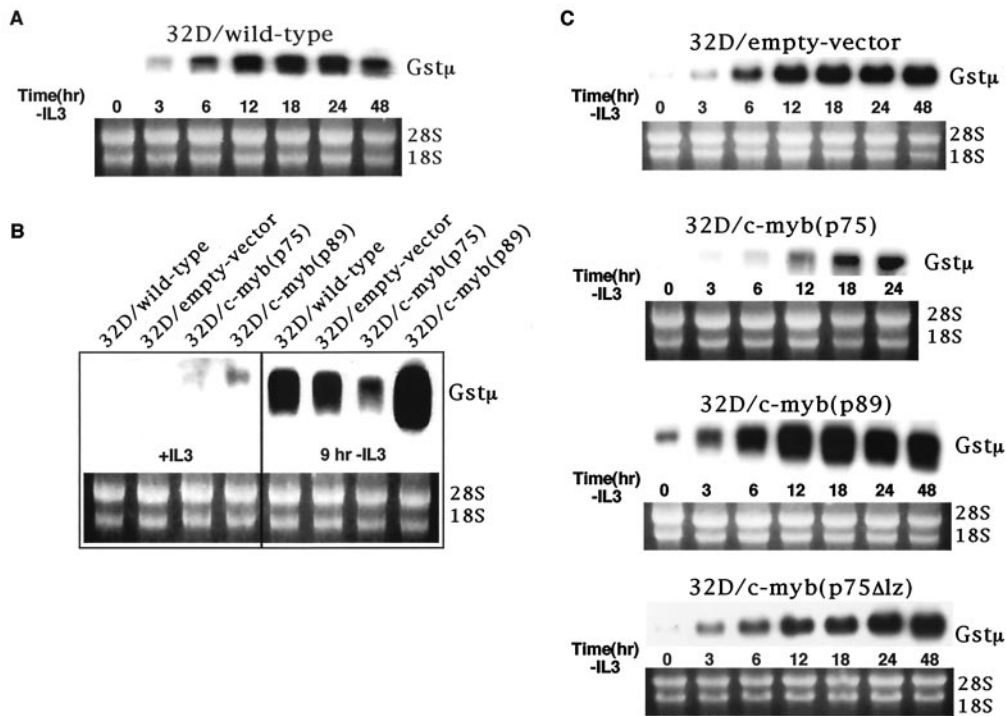 A
32D/wild-type
Gstμ
Time(hr) 0 3 6 12 18 24 48
-IL3
28S
18S
B
32D/wild-type
32D/empty-vector
32D/c-myb(p75)
32D/c-myb(p89)
32D/wild-type
32D/empty-vector
32D/c-myb(p75)
32D/c-myb(p89)
Gstμ
+IL3 9 hr -IL3
28S
18S
C
32D/empty-vector
Gstμ
Time(hr) 0 3 6 12 18 24 48
-IL3
28S
18S
32D/c-myb(p75)
Gstμ
Time(hr) 0 3 6 12 18 24
-IL3
28S
18S
32D/c-myb(p89)
Gstμ
Time(hr) 0 3 6 12 18 24 48
-IL3
28S
18S
32D/c-myb(p75Δlz)
Gstμ
Time(hr) 0 3 6 12 18 24 48
-IL3
28S
18S